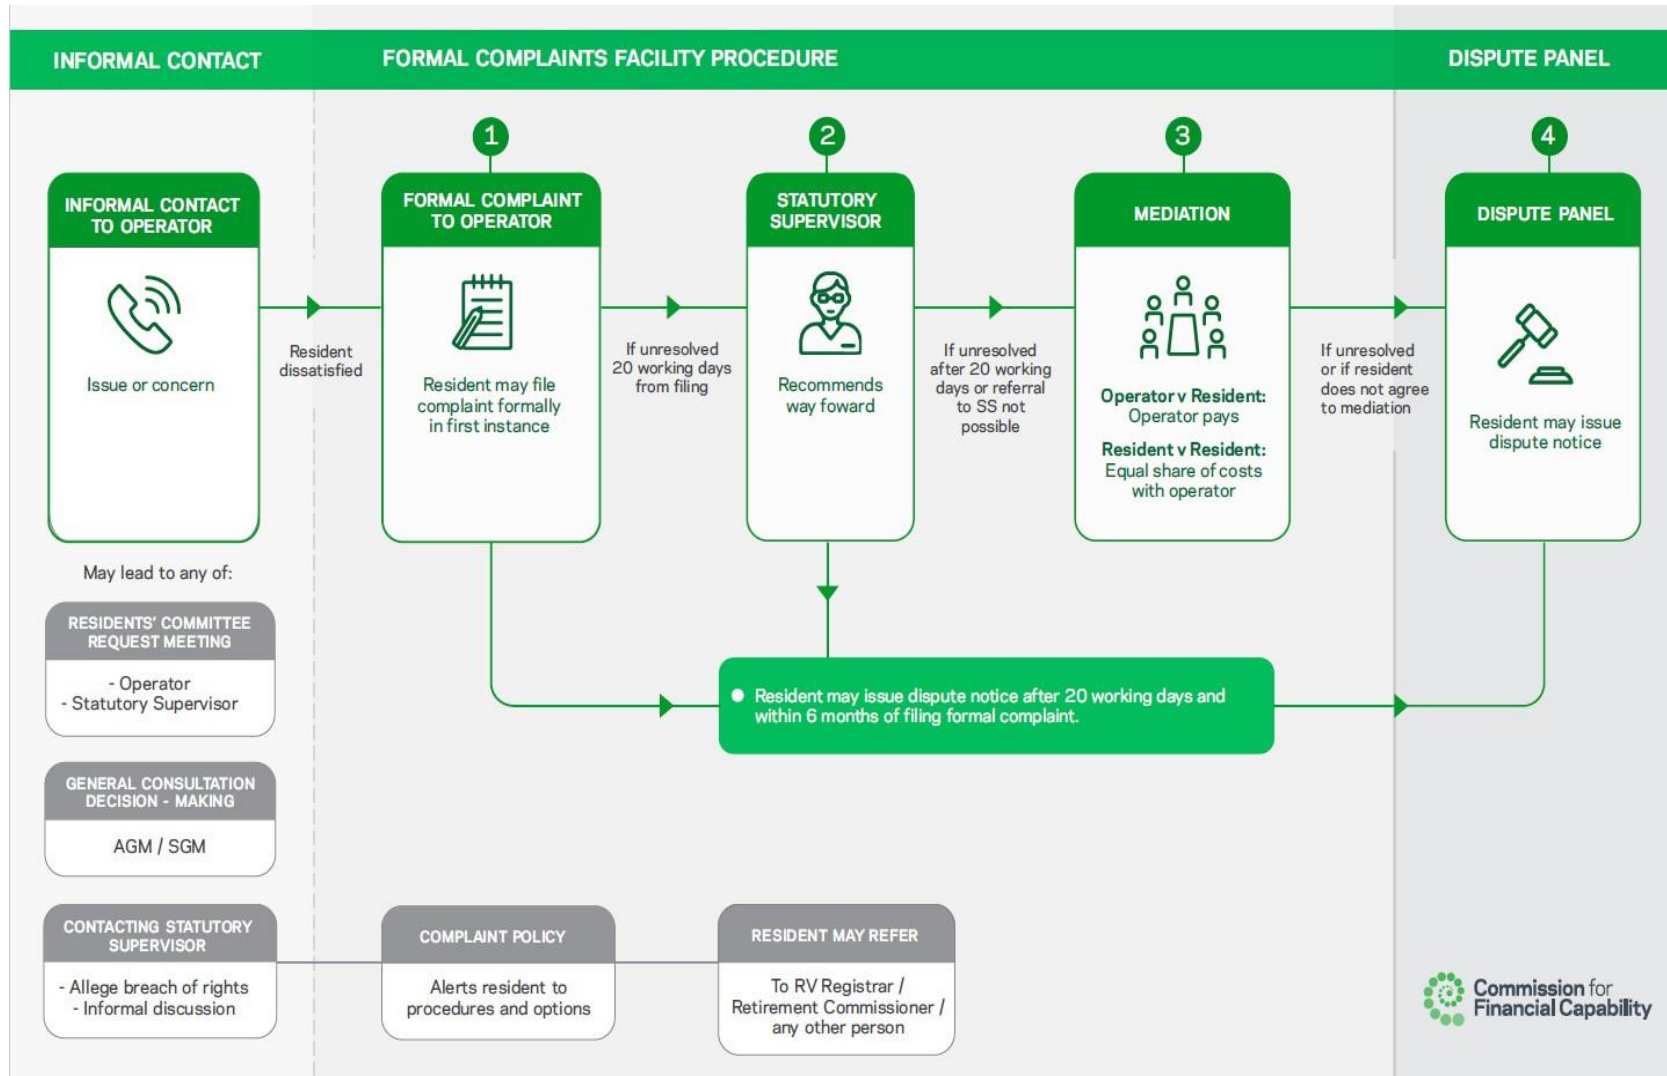 INFORMAL CONTACT
FORMAL COMPLAINTS FACILITY PROCEDURE
DISPUTE PANEL
1
2
3
4
INFORMAL CONTACT
TO OPERATOR
Issue or concern
Resident
dissatisfied
FORMAL COMPLAINT
TO OPERATOR
Resident may file
complaint formally
in first instance
If unresolved
20 working days
from filing
STATUTORY
SUPERVISOR
Recommends
way foward
If unresolved
after 20 working
days or referral
to SS not
possible
MEDIATION
Operator v Resident:
Operator pays
Resident v Resident:
Equal share of costs
with operator
If unresolved
or if resident
does not agree
to mediation
DISPUTE PANEL
Resident may issue
dispute notice
May lead to any of:
RESIDENTS' COMMITTEE
REQUEST MEETING
- Operator
- Statutory Supervisor
Resident may issue dispute notice after 20 working days and
within 6 months of filing formal complaint.
GENERAL CONSULTATION
DECISION - MAKING
AGM / SGM
CONTACTING STATUTORY
SUPERVISOR
- Allege breach of rights
- Informal discussion
COMPLAINT POLICY
Alerts resident to
procedures and options
RESIDENT MAY REFER
To RV Registrar /
Retirement Commissioner /
any other person
Commission for
Financial Capability